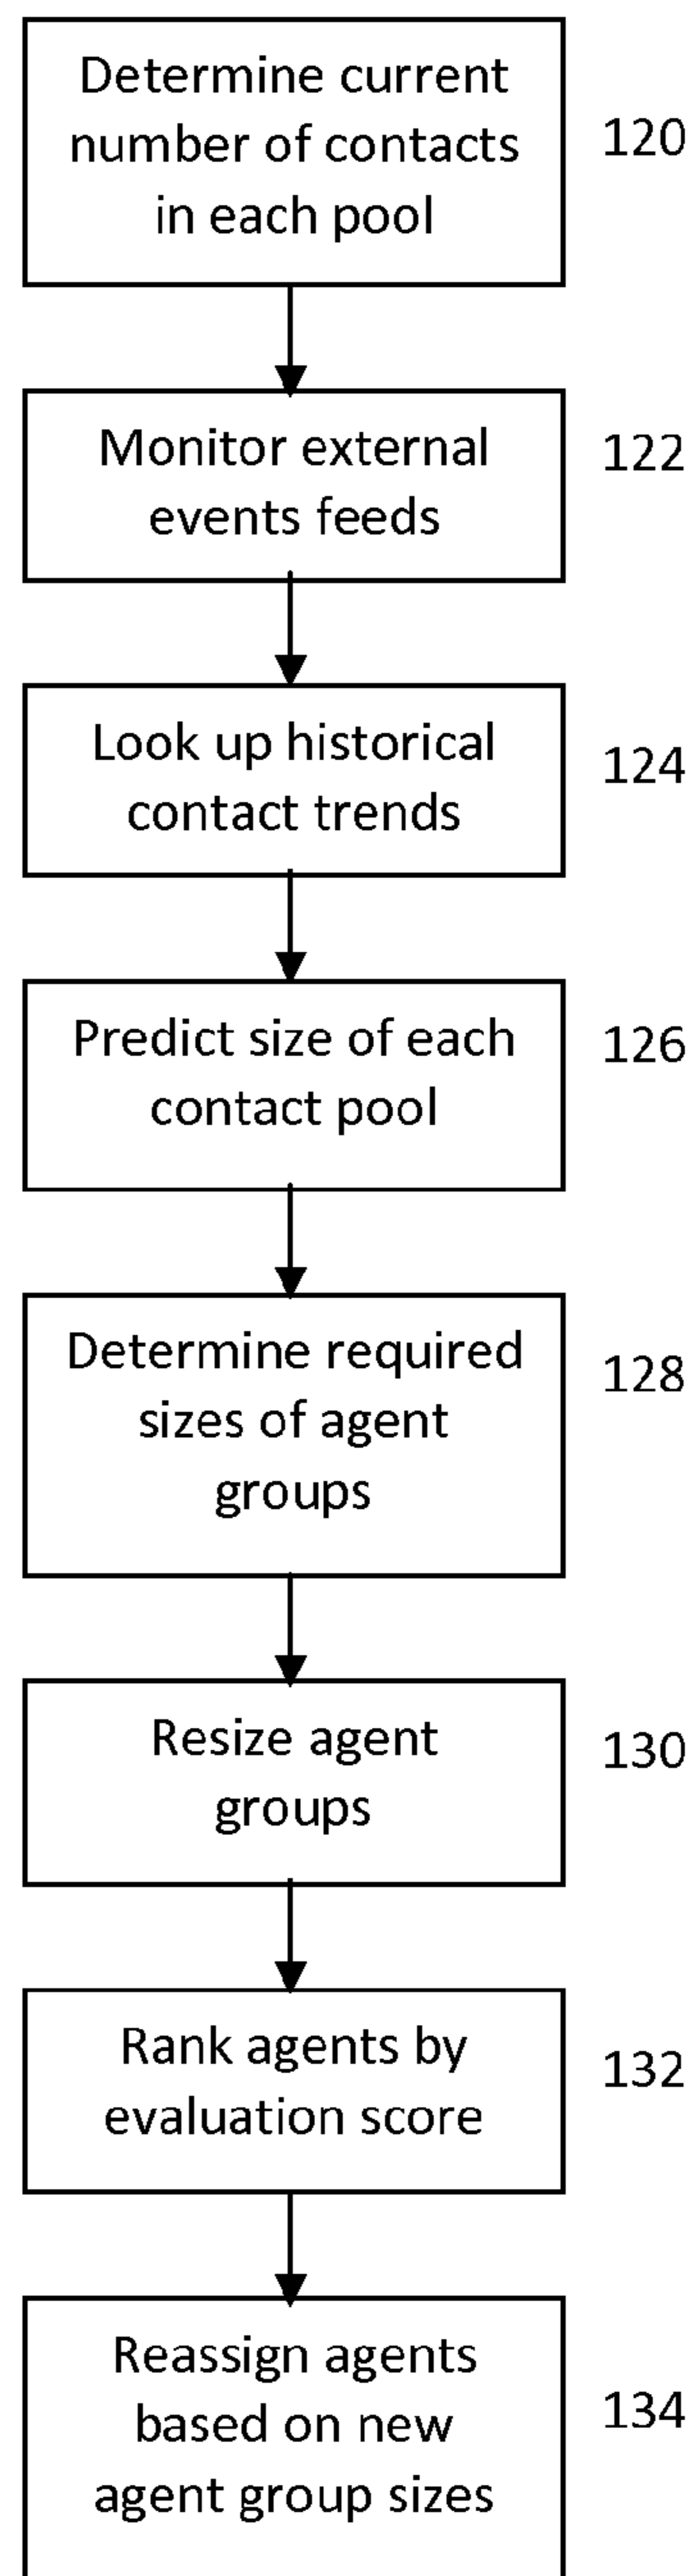 Determine current
number of contacts
in each pool
120
Monitor external
events feeds
122
Look up historical
contact trends
124
Predict size of each
contact pool
126
Determine required
sizes of agent
groups
128
Resize agent
groups
130
Rank agents by
evaluation score
132
Reassign agents
based on new
agent group sizes
134